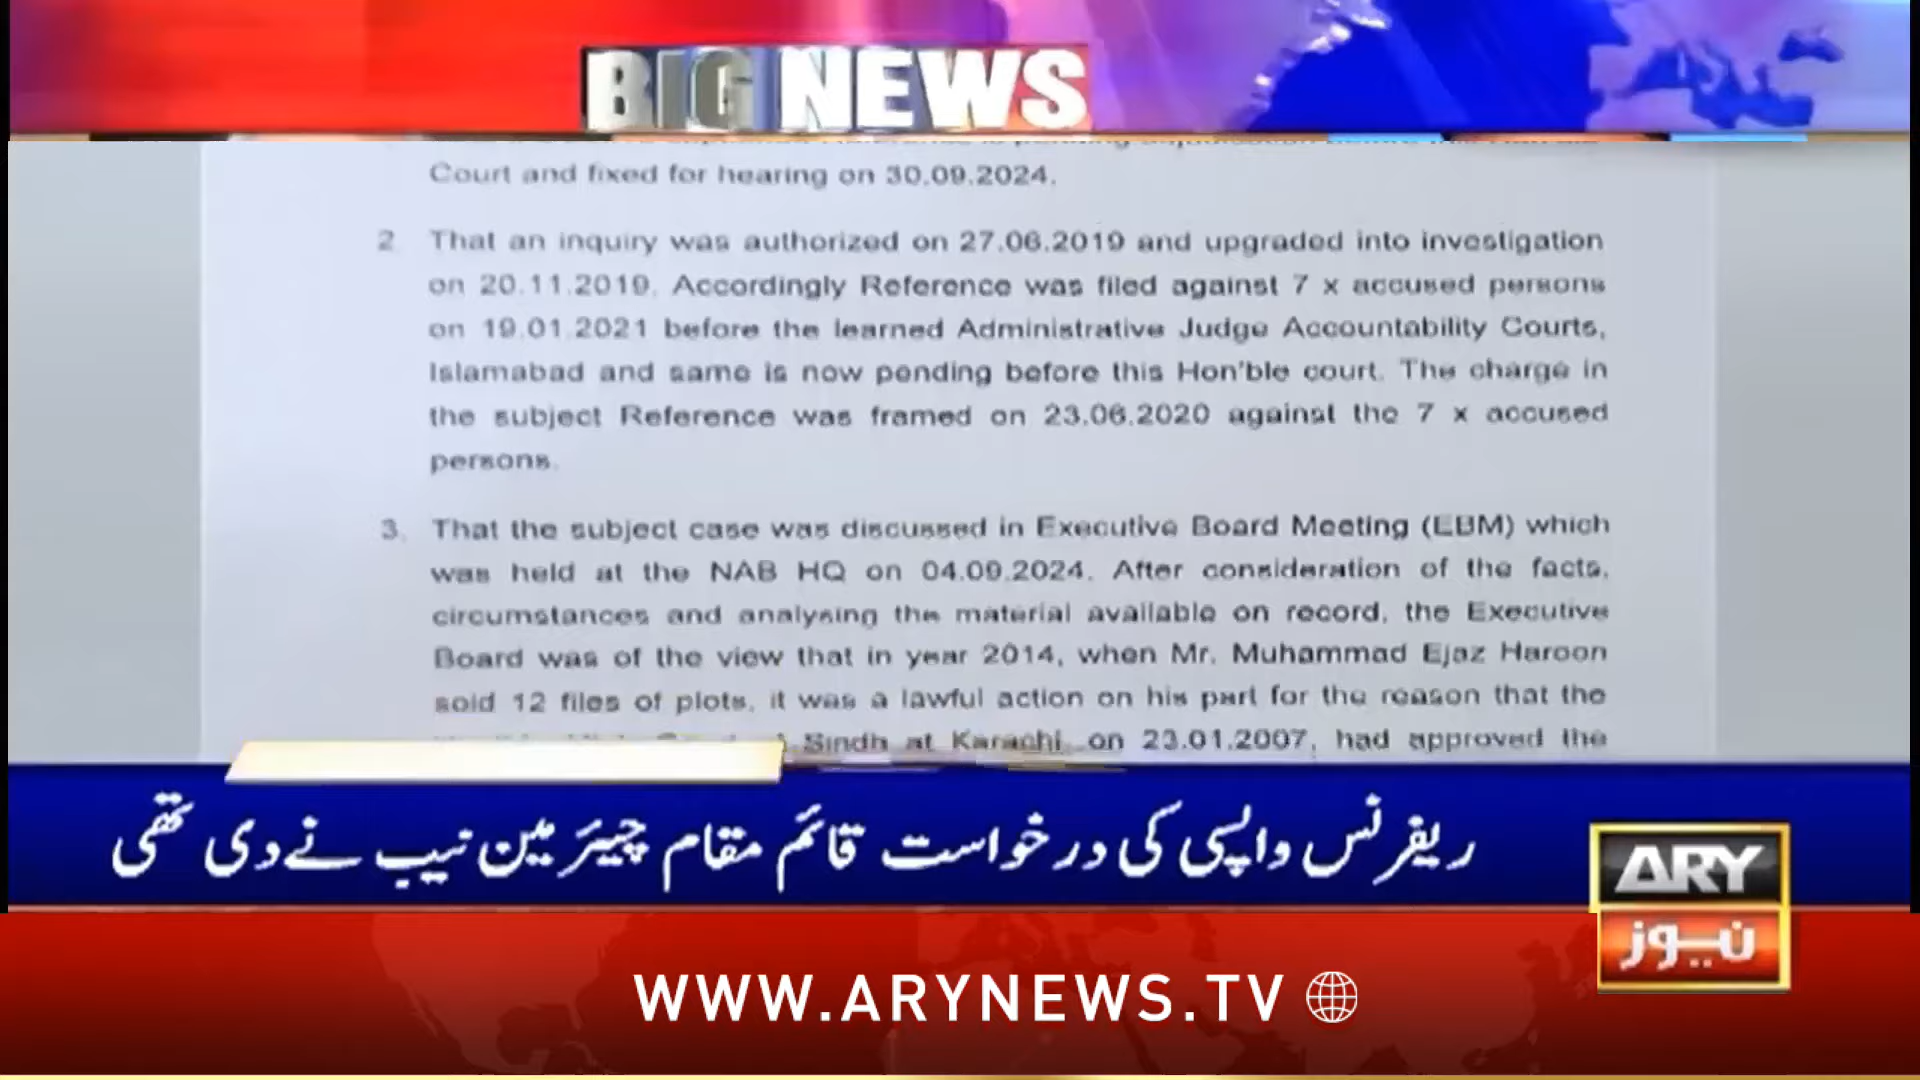 BIG NEWS
Court and fixed for hearing on 30.09.2024.
2. That an inquiry was authorized on 27.06.2019 and upgraded into investigation
on 20.11.2019. Accordingly Reference was filed against 7 x accused persons
on 19.01.2021 before the learned Administrative Judge Accountability Courts,
Islamabad and same is now pending before this Hon'ble court. The charge in
the subject Reference was framed on 23.06.2020 against the 7 x accused
persons.
3. That the subject case was discussed in Executive Board Meeting (EBM) which
was held at the NAB HQ on 04.09.2024. After consideration of the facts,
circumstances and analysing the material available on record, the Executive
Board was of the view that in year 2014, when Mr. Muhammad Ejaz Haroon
sold 12 files of plots, it was a lawful action on his part for the reason that the
Sindh at Karachi, on 23.01.2007, had approved the
ریفرنس واپسی کی درخواست قائم مقام چیئرمین نیب نے دی تھی
ARY
نیوز
WWW.ARYNEWS.TV